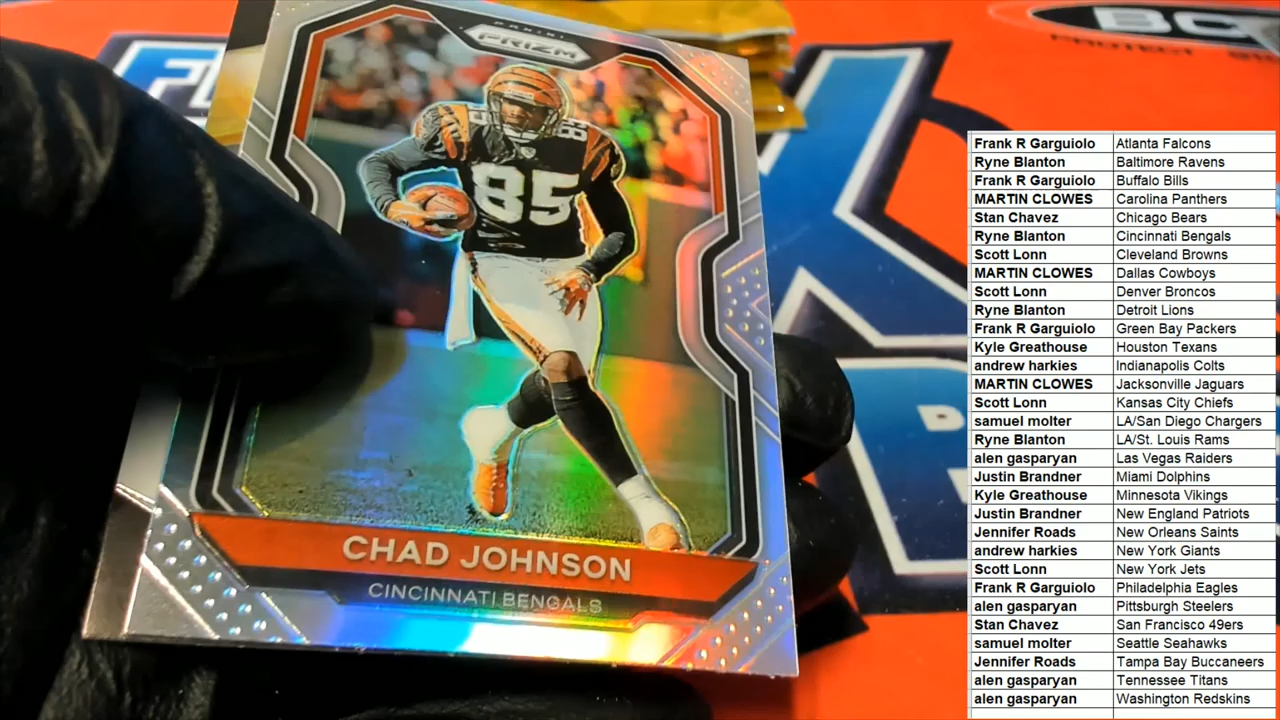 PANINI
PRIZM
85
85
CHAD JOHNSON
CINCINNATI BENGALS
BC
PROTECT
Frank R Garguiolo Atlanta Falcons
Ryne Blanton Baltimore Ravens
Frank R Garguiolo Buffalo Bills
MARTIN CLOWES Carolina Panthers
Stan Chavez Chicago Bears
Ryne Blanton Cincinnati Bengals
Scott Lonn Cleveland Browns
MARTIN CLOWES Dallas Cowboys
Scott Lonn Denver Broncos
Ryne Blanton Detroit Lions
Frank R Garguiolo Green Bay Packers
Kyle Greathouse Houston Texans
andrew harkies Indianapolis Colts
MARTIN CLOWES Jacksonville Jaguars
Scott Lonn Kansas City Chiefs
samuel molter LA/San Diego Chargers
Ryne Blanton LA/St. Louis Rams
alen gasparyan Las Vegas Raiders
Justin Brandner Miami Dolphins
Kyle Greathouse Minnesota Vikings
Justin Brandner New England Patriots
Jennifer Roads New Orleans Saints
andrew harkies New York Giants
Scott Lonn New York Jets
Frank R Garguiolo Philadelphia Eagles
alen gasparyan Pittsburgh Steelers
Stan Chavez San Francisco 49ers
samuel molter Seattle Seahawks
Jennifer Roads Tampa Bay Buccaneers
alen gasparyan Tennessee Titans
alen gasparyan Washington Redskins